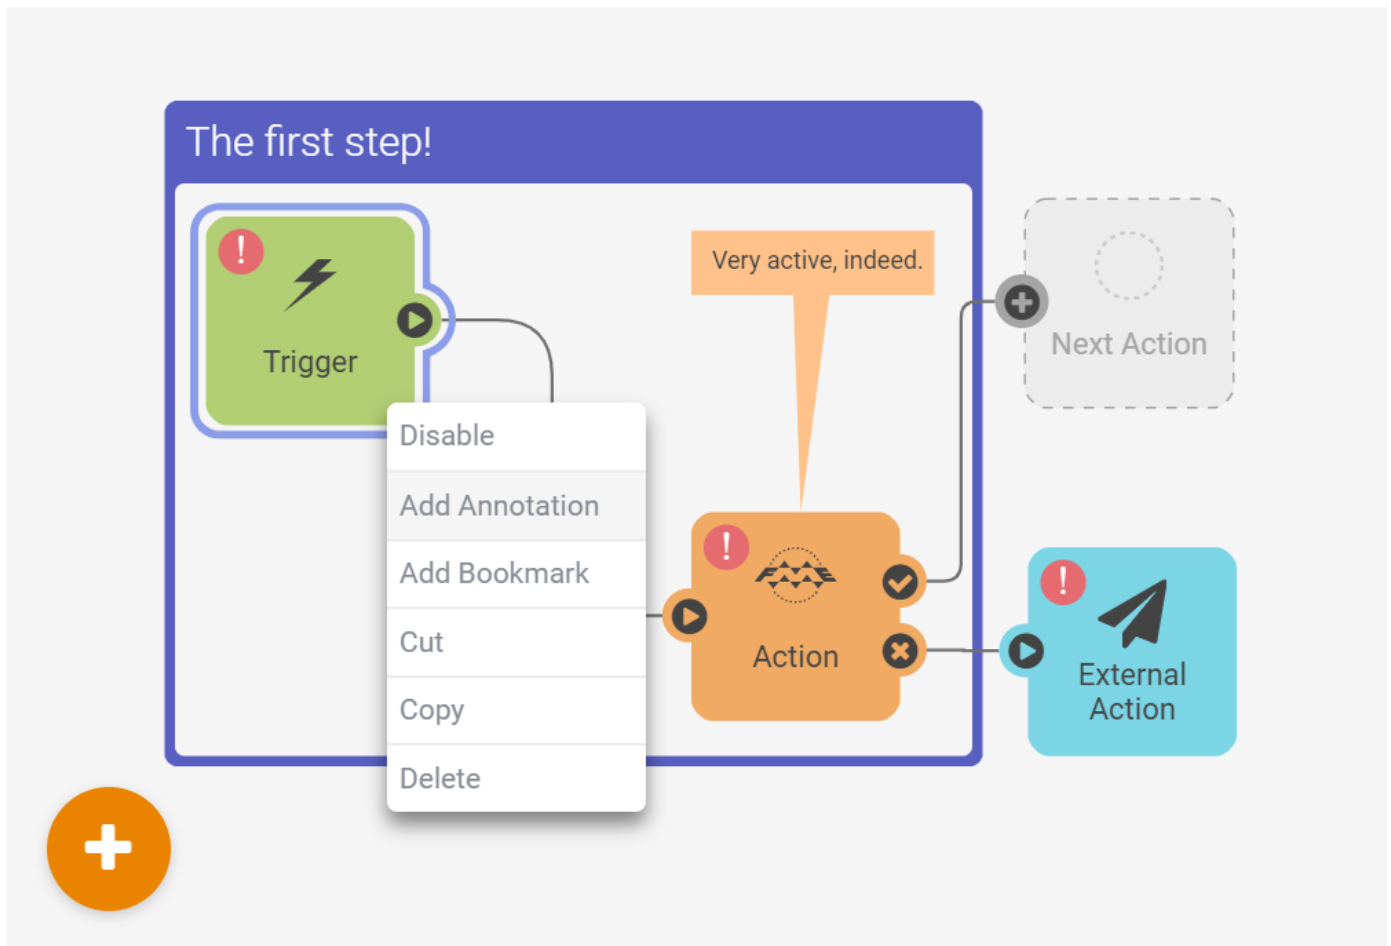 The first step!
!
Trigger
Very active, indeed.
Next Action
Disable
Add Annotation
Add Bookmark
Cut
Copy
Delete
!
Action
!
External
Action